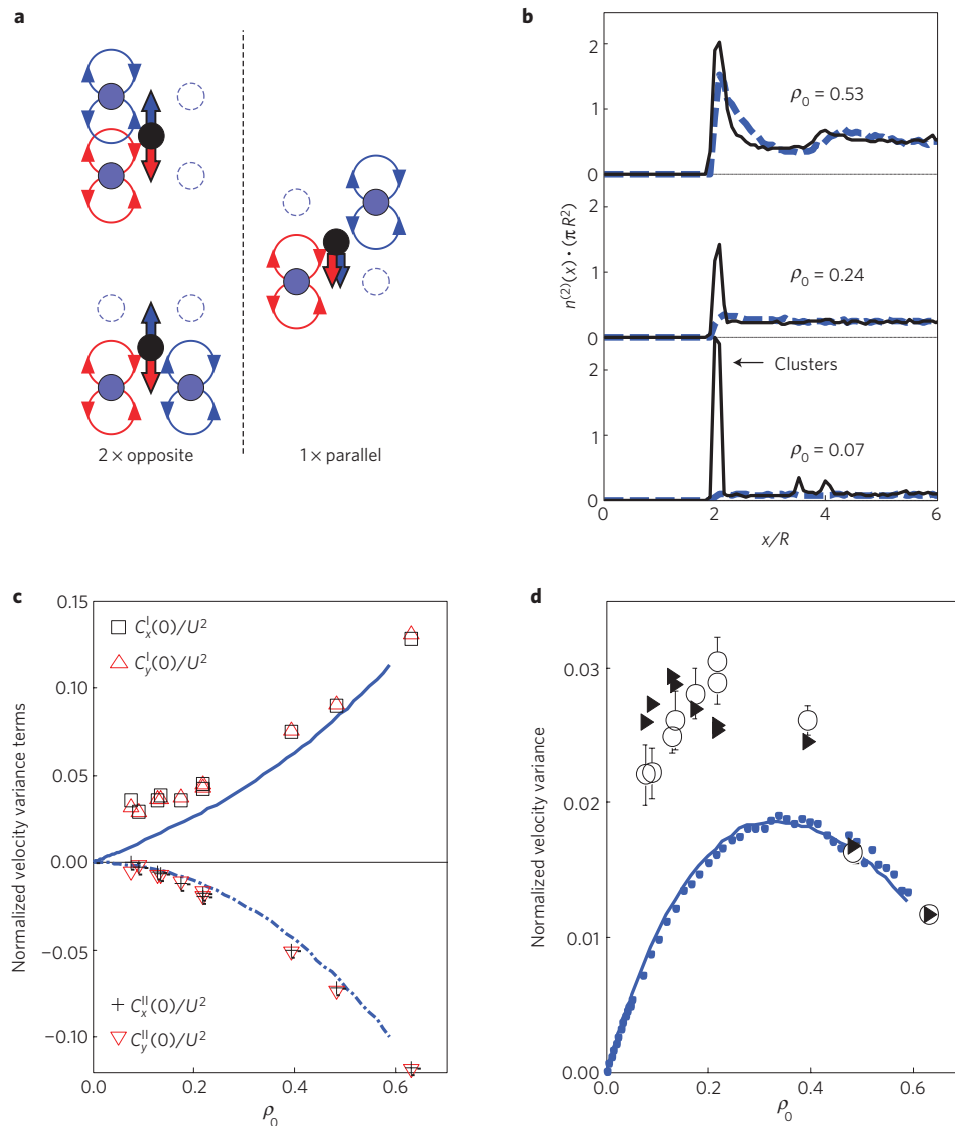 a
2 × opposite
1 × parallel
b
n⁽²⁾(x) · (πR²)
2
1
0
ρ₀ = 0.53
2
1
0
ρ₀ = 0.24
2
1
0
Clusters
ρ₀ = 0.07
0
2
4
6
x/R
c
Normalized velocity variance terms
0.15
0.10
0.05
0.00
−0.05
−0.10
Cₓᴵ(0)/U²
C_yᴵ(0)/U²
Cₓᴵᴵ(0)/U²
C_yᴵᴵ(0)/U²
0.0
0.2
0.4
0.6
ρ₀
d
Normalized velocity variance
0.03
0.02
0.01
0.00
0.0
0.2
0.4
0.6
ρ₀